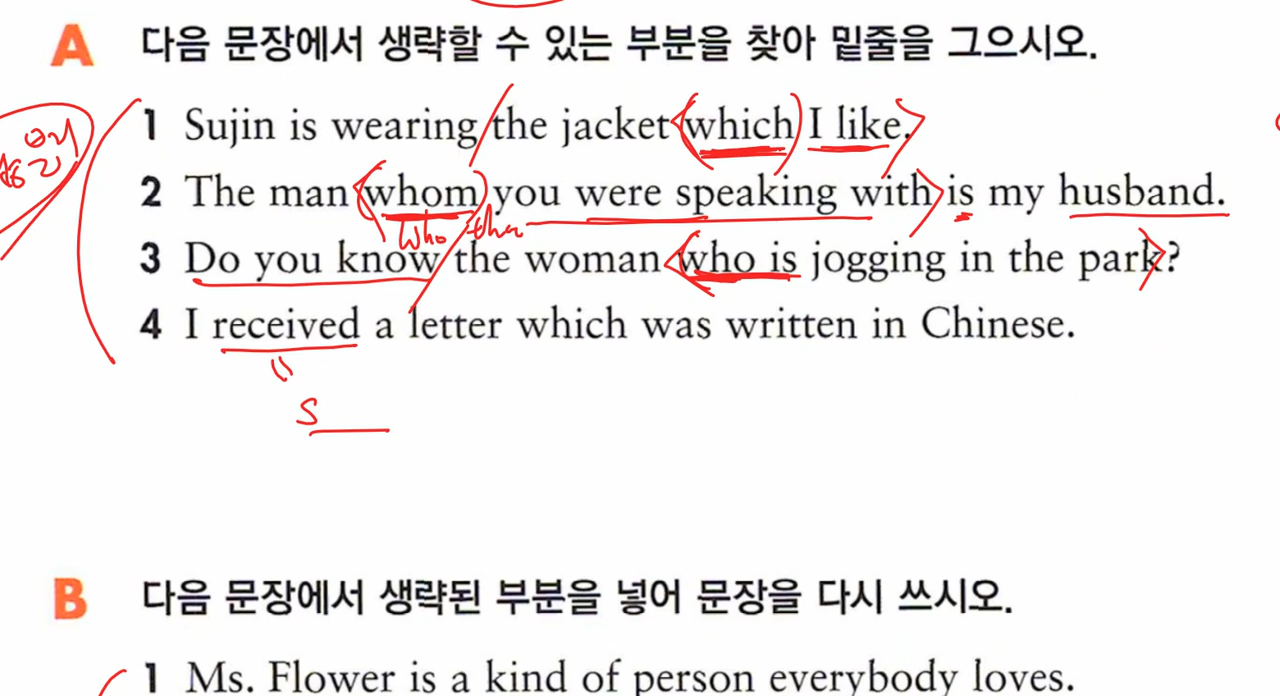 A 다음 문장에서 생략할 수 있는 부분을 찾아 밑줄을 그으시오.
1 Sujin is wearing the jacket which I like.
2 The man whom you were speaking with is my husband.
who / tha
3 Do you know the woman who is jogging in the park?
4 I received a letter which was written in Chinese.
S
B 다음 문장에서 생략된 부분을 넣어 문장을 다시 쓰시오.
1 Ms. Flower is a kind of person everybody loves.